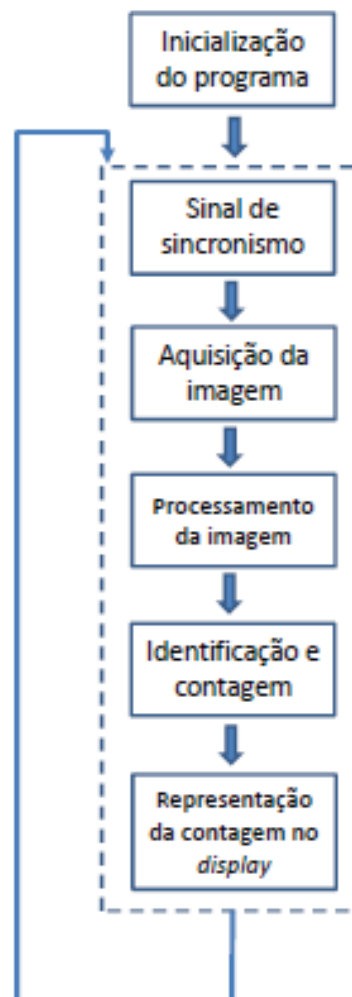 Inicialização
do programa
Sinal de
sincronismo
Aquisição da
imagem
Processamento
da imagem
Identificação e
contagem
Representação
da contagem no
display